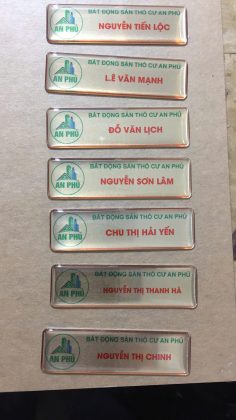 BẤT ĐỘNG SẢN THỔ CƯ AN PHÚ
AN PHÚ
NGUYỄN TIẾN LỘC
BẤT ĐỘNG SẢN THỔ CƯ AN PHÚ
AN PHÚ
LÊ VĂN MẠNH
BẤT ĐỘNG SẢN THỔ CƯ AN PHÚ
AN PHÚ
ĐỖ VĂN LỊCH
BẤT ĐỘNG SẢN THỔ CƯ AN PHÚ
AN PHÚ
NGUYỄN SƠN LÂM
BẤT ĐỘNG SẢN THỔ CƯ AN PHÚ
AN PHÚ
CHU THỊ HẢI YẾN
BẤT ĐỘNG SẢN THỔ CƯ AN PHÚ
AN PHÚ
NGUYỄN THỊ THANH HÀ
BẤT ĐỘNG SẢN THỔ CƯ AN PHÚ
AN PHÚ
NGUYỄN THỊ CHINH